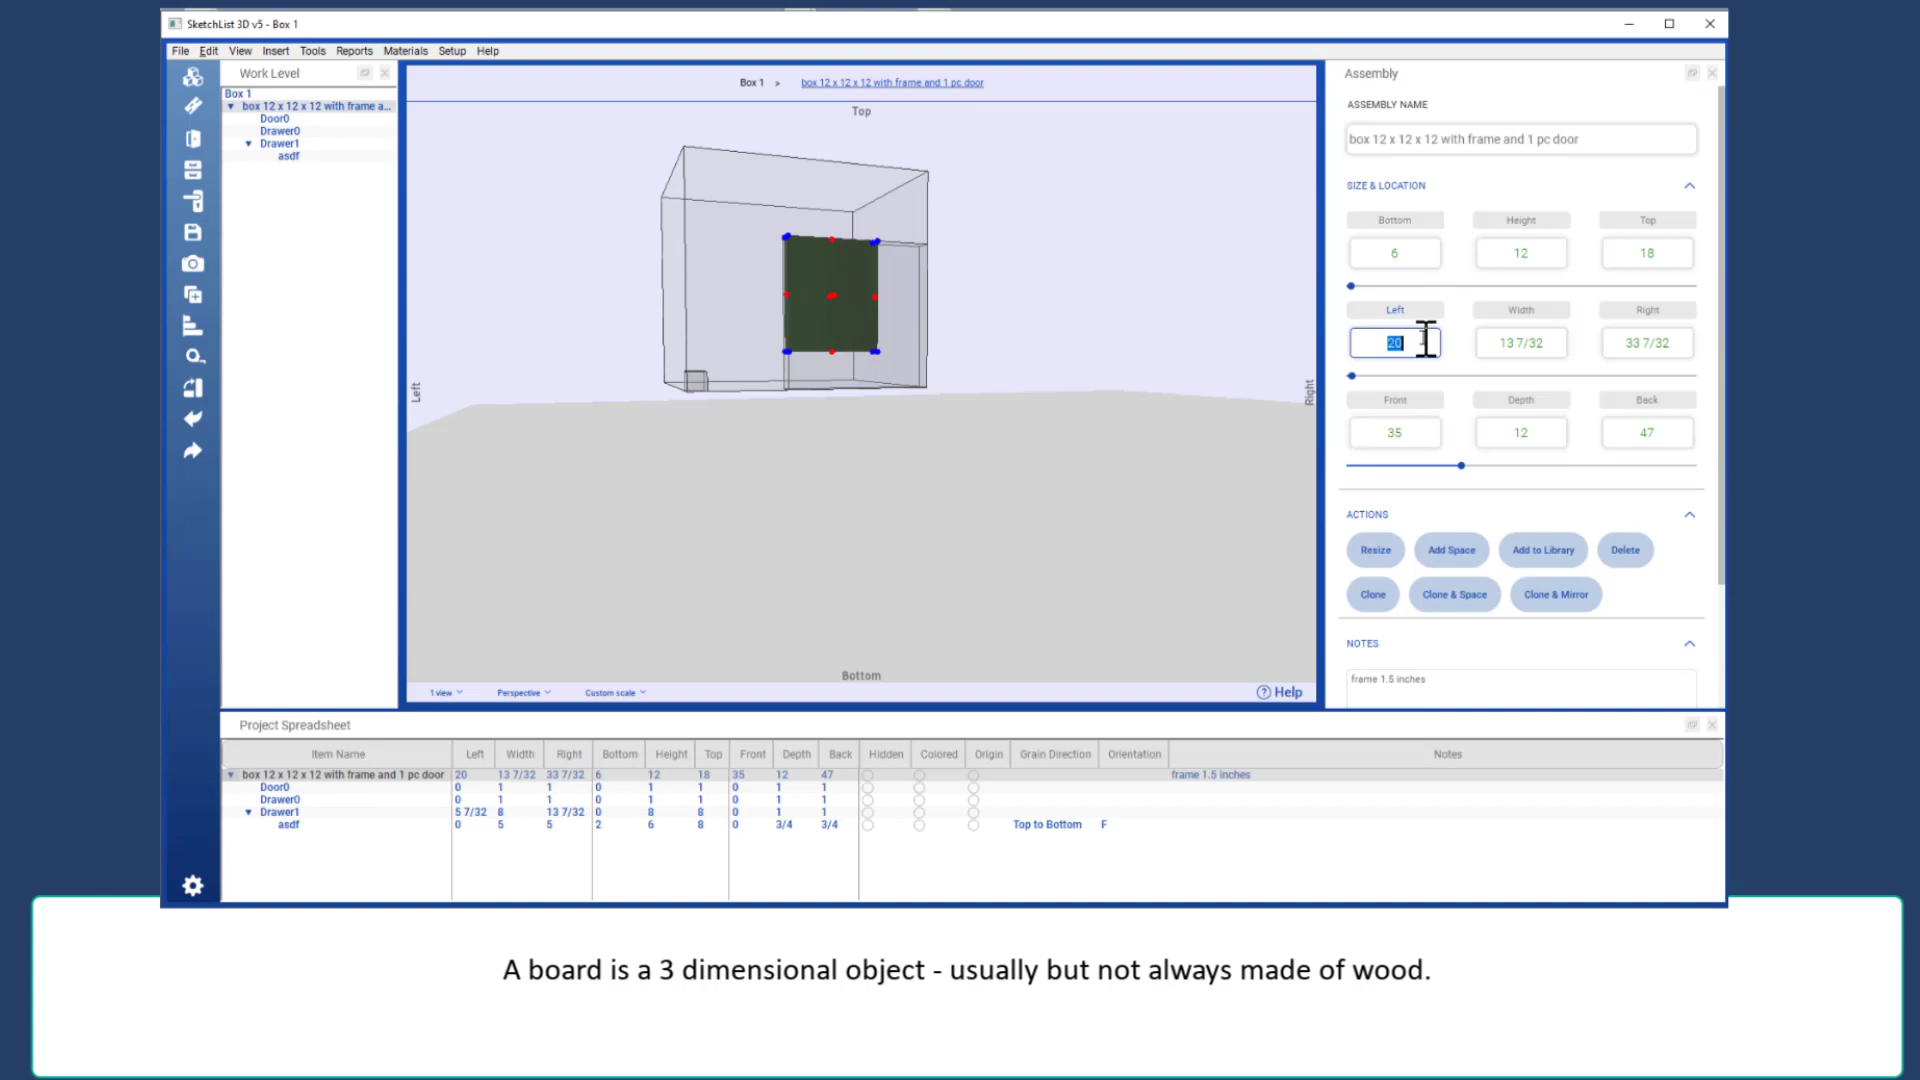 SketchList 3D v5 - Box 1
File Edit View Insert Tools Reports Materials Setup Help
Work Level
Box 1
box 12 x 12 x 12 with frame a...
Door0
Drawer0
Drawer1
asdf
Box 1 > box 12 x 12 x 12 with frame and 1 pc door
Top
Left
Right
Bottom
1 view Perspective Custom scale
? Help
Assembly
ASSEMBLY NAME
box 12 x 12 x 12 with frame and 1 pc door
SIZE & LOCATION
Bottom Height Top
6 12 18
Left Width Right
20 13 7/32 33 7/32
Front Depth Back
35 12 47
ACTIONS
Resize Add Space Add to Library Delete
Clone Clone & Space Clone & Mirror
NOTES
frame 1.5 inches
Project Spreadsheet
Item Name Left Width Right Bottom Height Top Front Depth Back Hidden Colored Origin Grain Direction Orientation Notes
box 12 x 12 x 12 with frame and 1 pc door 20 13 7/32 33 7/32 6 12 18 35 12 47 frame 1.5 inches
Door0 0 1 1 0 1 1 0 1 1
Drawer0 0 1 1 0 1 1 0 1 1
Drawer1 5 7/32 8 13 7/32 0 8 8 0 1 1
asdf 0 5 5 2 6 8 0 3/4 3/4 Top to Bottom F
A board is a 3 dimensional object - usually but not always made of wood.